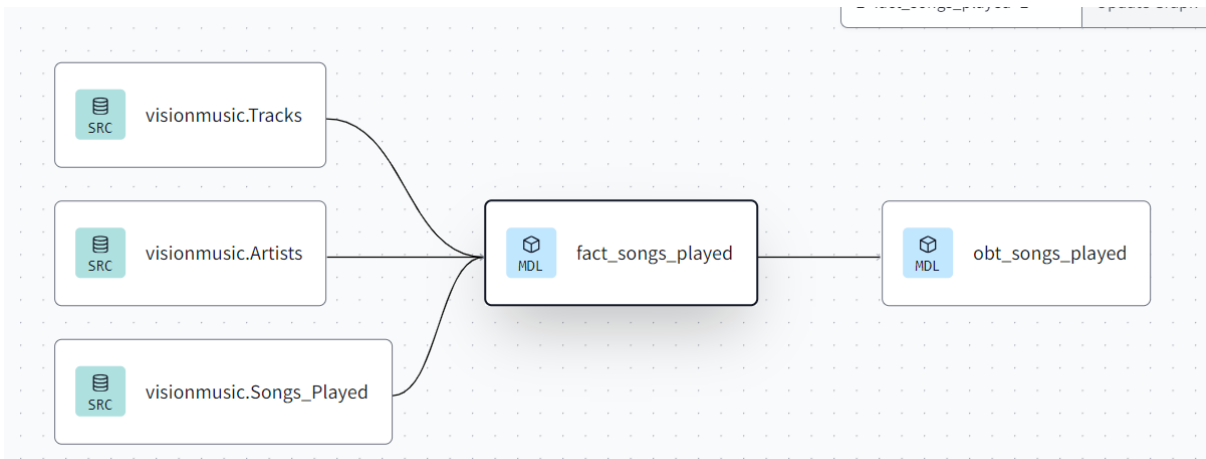 visionmusic.Tracks
SRC
visionmusic.Artists
SRC
fact_songs_played
MDL
obt_songs_played
MDL
visionmusic.Songs_Played
SRC